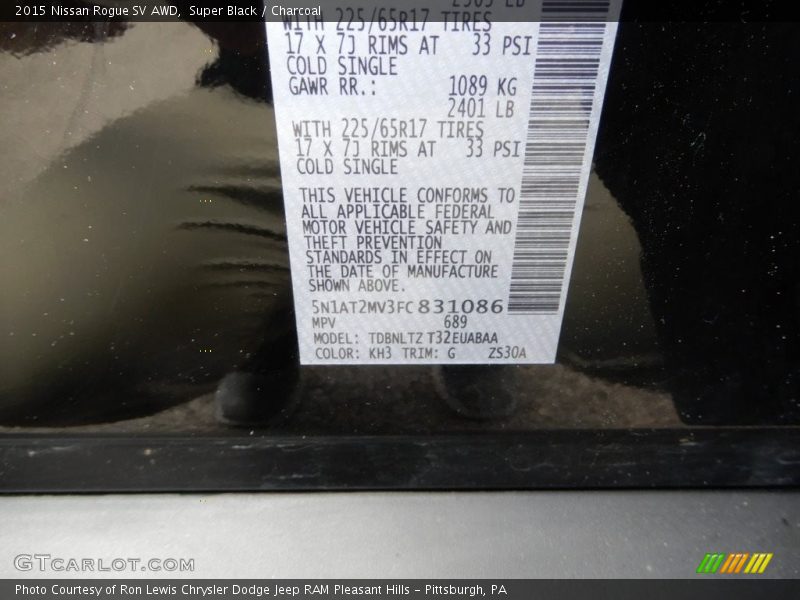 2015 Nissan Rogue SV AWD, Super Black / Charcoal
WITH 225/65R17 TIRES
17 X 7J RIMS AT 33 PSI
COLD SINGLE
GAWR RR.: 1089 KG
2401 LB
WITH 225/65R17 TIRES
17 X 7J RIMS AT 33 PSI
COLD SINGLE
THIS VEHICLE CONFORMS TO
ALL APPLICABLE FEDERAL
MOTOR VEHICLE SAFETY AND
THEFT PREVENTION
STANDARDS IN EFFECT ON
THE DATE OF MANUFACTURE
SHOWN ABOVE.
5N1AT2MV3FC831086
MPV 689
MODEL: TDBNLTZ T32EUABAA
COLOR: KH3 TRIM: G ZS30A
GTCARLOT.COM
Photo Courtesy of Ron Lewis Chrysler Dodge Jeep RAM Pleasant Hills - Pittsburgh, PA